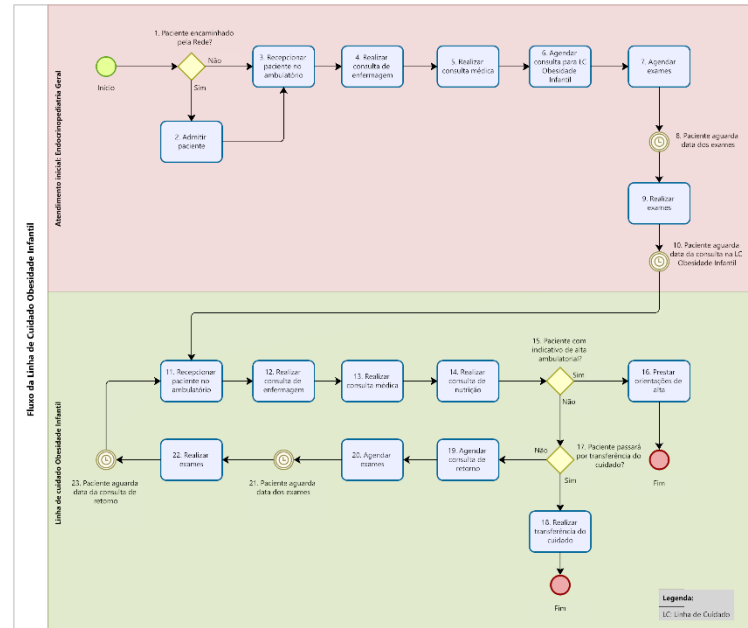 Fluxo da Linha de Cuidado Obesidade Infantil
Atendimento inicial: Endocrinopediatria Geral
Início
1. Paciente encaminhado
pela Rede?
Não
Sim
2. Admitir
paciente
3. Recepcionar
paciente no
ambulatório
4. Realizar
consulta de
enfermagem
5. Realizar
consulta médica
6. Agendar
consulta para LC
Obesidade
Infantil
7. Agendar
exames
8. Paciente aguarda
data dos exames
9. Realizar
exames
10. Paciente aguarda
data da consulta na LC
Obesidade Infantil
Linha de cuidado Obesidade Infantil
11. Recepcionar
paciente no
ambulatório
12. Realizar
consulta de
enfermagem
13. Realizar
consulta médica
14. Realizar
consulta de
nutrição
15. Paciente com
indicativo de alta
ambulatorial?
Sim
Não
16. Prestar
orientações de
alta
Fim
17. Paciente passará
por transferência do
cuidado?
Não
Sim
18. Realizar
transferência do
cuidado
Fim
19. Agendar
consulta de
retorno
20. Agendar
exames
21. Paciente aguarda
data dos exames
22. Realizar
exames
23. Paciente aguarda
data da consulta de
retorno
Legenda:
LC: Linha de Cuidado